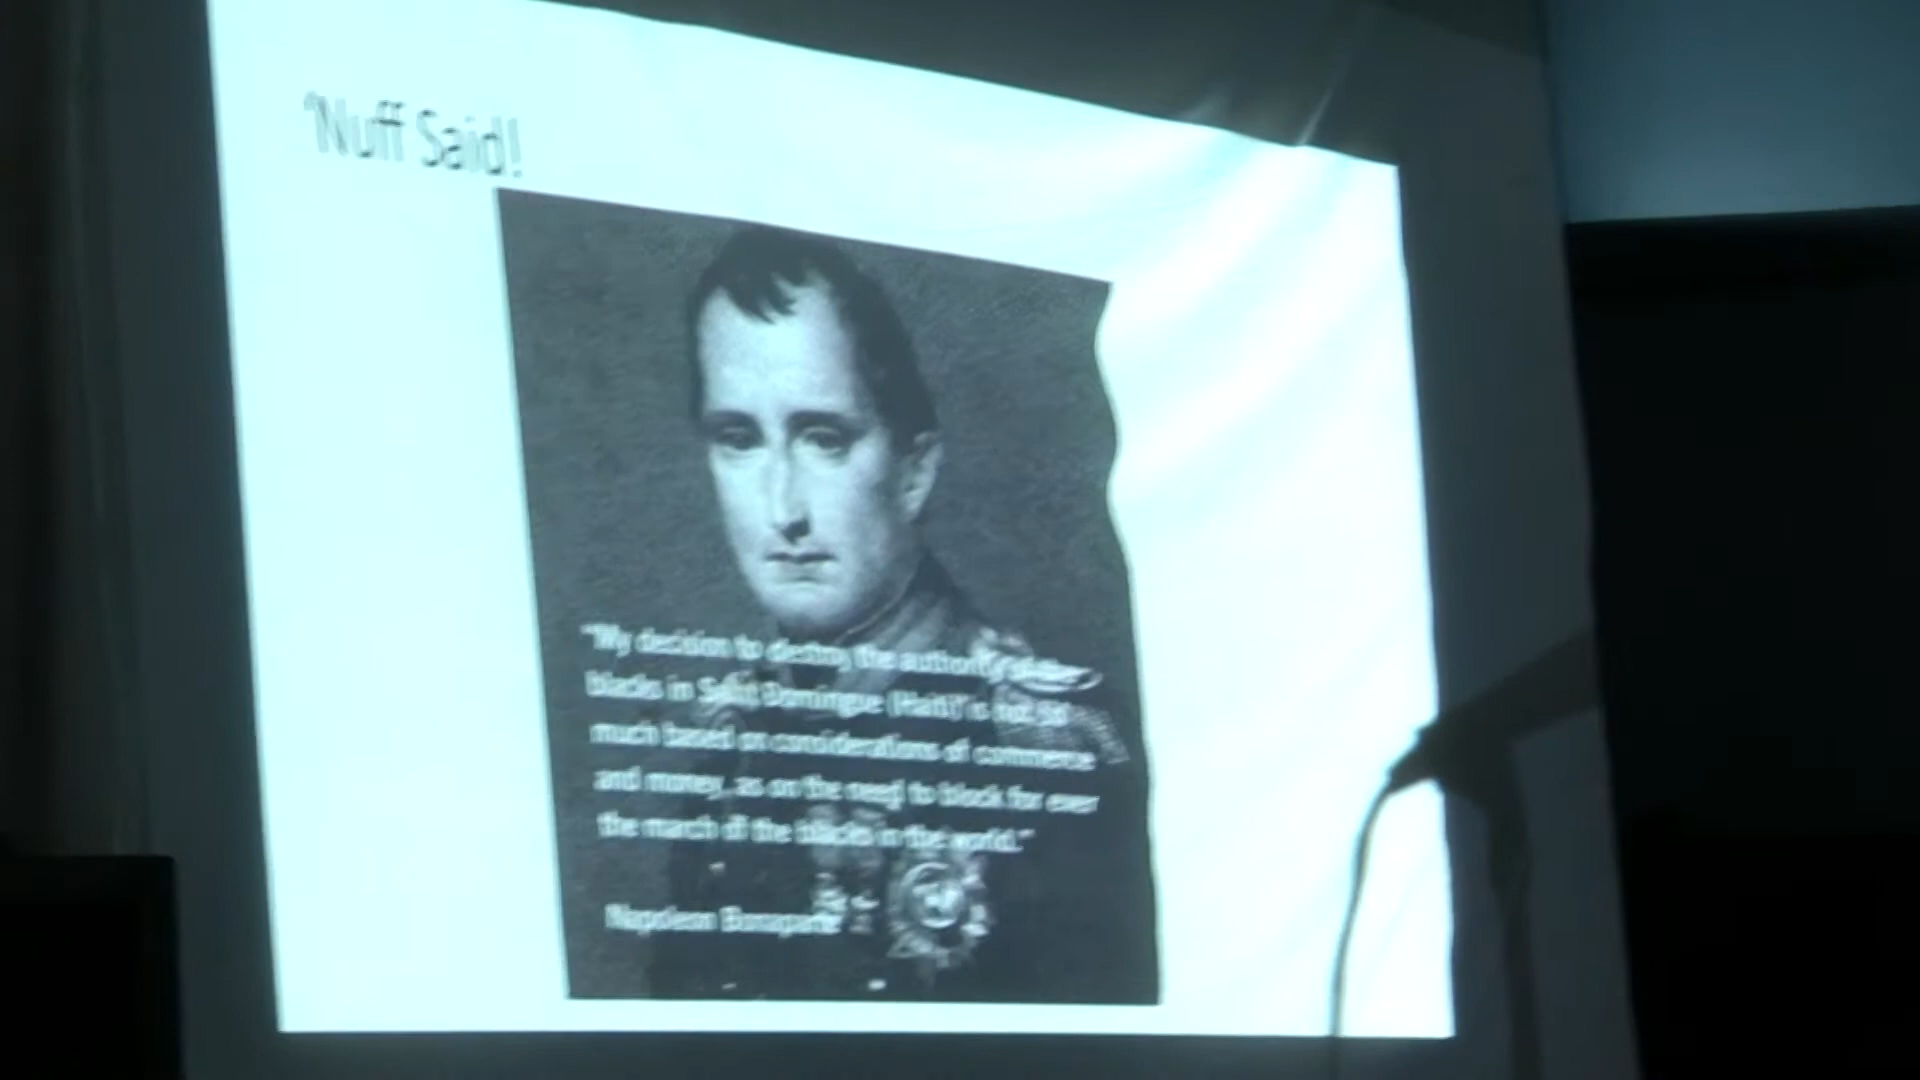 'Nuff Said!
"My decision to destroy the authority of the
blacks in Saint Domingue (Haiti) is not so
much based on considerations of commerce
and money, as on the need to block for ever
the march of the blacks in the world."
Napoleon Bonaparte